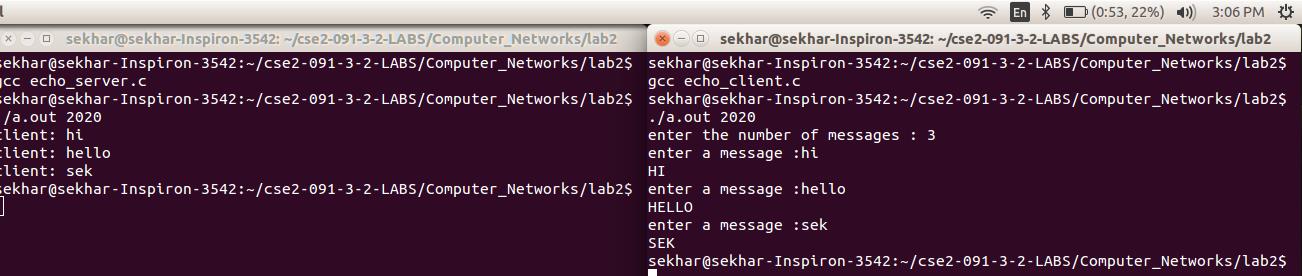 En (0:53, 22%) 3:06 PM
sekhar@sekhar-Inspiron-3542: ~/cse2-091-3-2-LABS/Computer_Networks/lab2
sekhar@sekhar-Inspiron-3542:~/cse2-091-3-2-LABS/Computer_Networks/lab2$
gcc echo_server.c
sekhar@sekhar-Inspiron-3542:~/cse2-091-3-2-LABS/Computer_Networks/lab2$
./a.out 2020
client: hi
client: hello
client: sek
sekhar@sekhar-Inspiron-3542:~/cse2-091-3-2-LABS/Computer_Networks/lab2$
sekhar@sekhar-Inspiron-3542: ~/cse2-091-3-2-LABS/Computer_Networks/lab2
sekhar@sekhar-Inspiron-3542:~/cse2-091-3-2-LABS/Computer_Networks/lab2$
gcc echo_client.c
sekhar@sekhar-Inspiron-3542:~/cse2-091-3-2-LABS/Computer_Networks/lab2$
./a.out 2020
enter the number of messages : 3
enter a message :hi
HI
enter a message :hello
HELLO
enter a message :sek
SEK
sekhar@sekhar-Inspiron-3542:~/cse2-091-3-2-LABS/Computer_Networks/lab2$